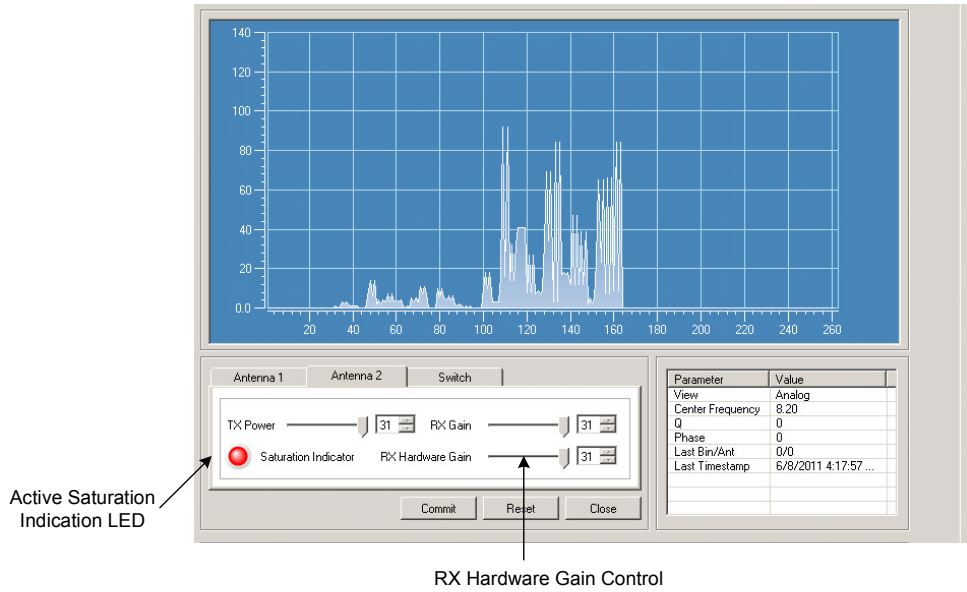 140
120
100
80
60
40
20
0.0
20 40 60 80 100 120 140 160 180 200 220 240 260
Antenna 1 Antenna 2 Switch
TX Power 31 RX Gain 31
Saturation Indicator RX Hardware Gain 31
Commit Reset Close
Parameter Value
View Analog
Center Frequency 8.20
Q 0
Phase 0
Last Bin/Ant 0/0
Last Timestamp 6/8/2011 4:17:57 ...
Active Saturation
Indication LED
RX Hardware Gain Control